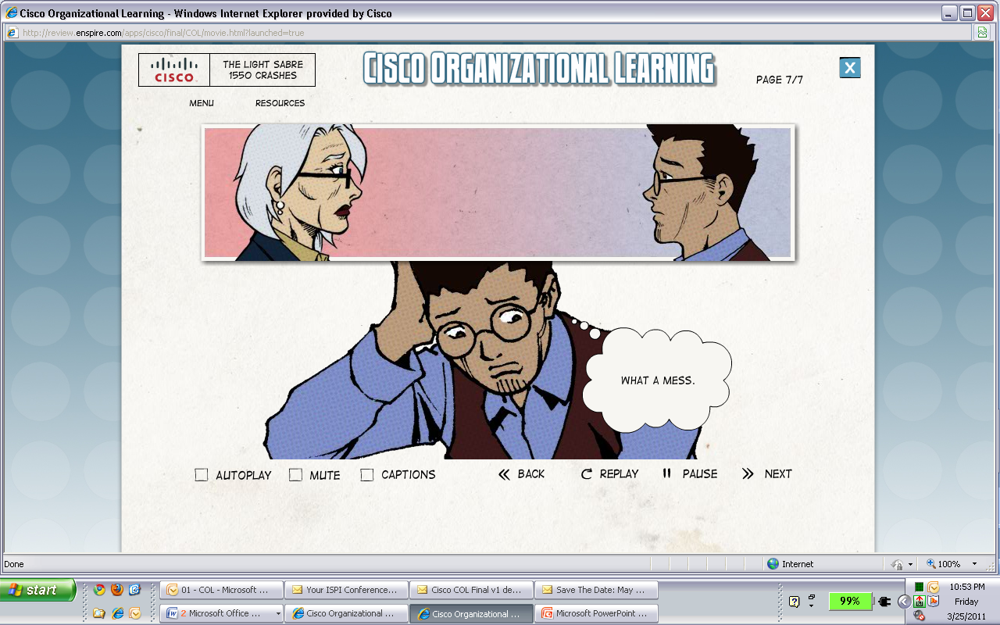 Cisco Organizational Learning - Windows Internet Explorer provided by Cisco
http://review.enspire.com/apps/cisco/final/COL/movie.html?launched=true
CISCO
THE LIGHT SABRE
1550 CRASHES
CISCO ORGANIZATIONAL LEARNING
PAGE 7/7
X
MENU
RESOURCES
WHAT A MESS.
AUTOPLAY
MUTE
CAPTIONS
BACK
REPLAY
PAUSE
NEXT
Done
Internet
100%
start
01 - COL - Microsoft ...
Your ISPI Conference...
Cisco COL Final v1 de...
Save The Date: May ...
2 Microsoft Office ...
Cisco Organizational ...
Cisco Organizational ...
Microsoft PowerPoint ...
99%
10:53 PM
Friday
3/25/2011